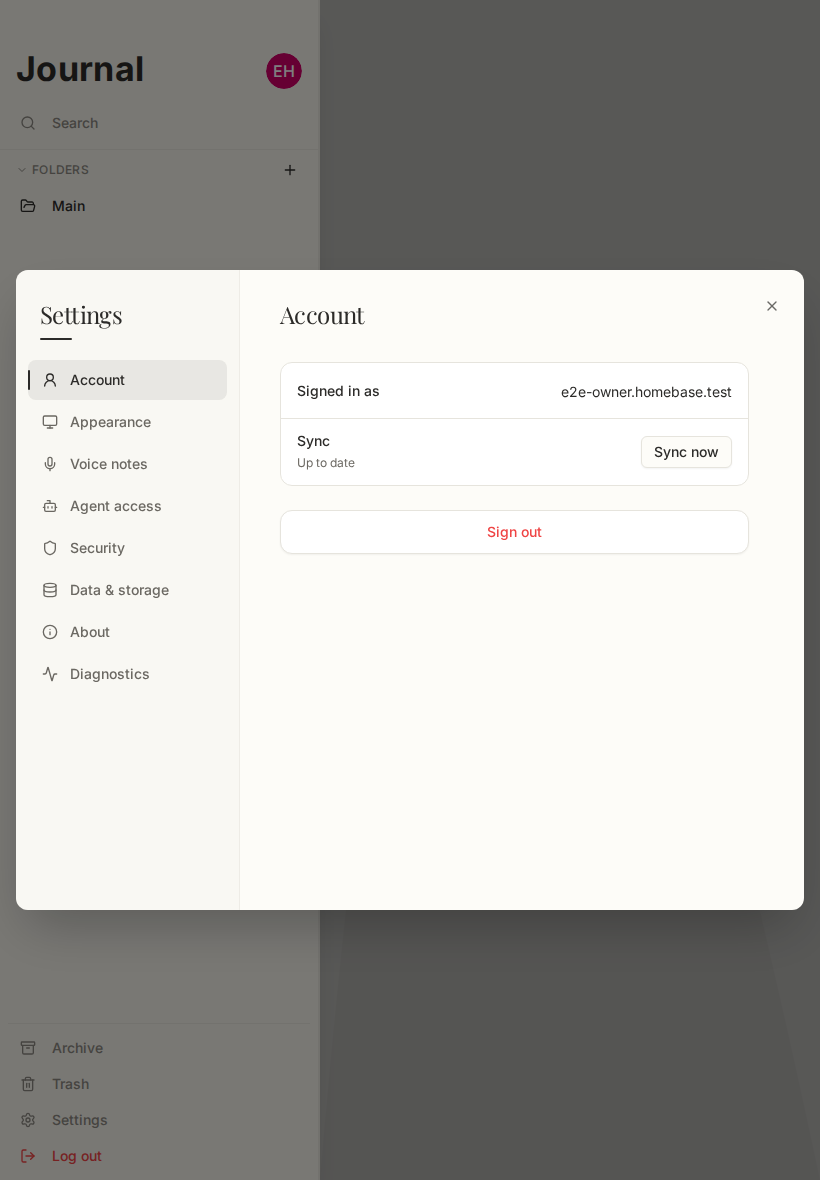 Journal
EH
Search
FOLDERS
Main
Settings
Account
Appearance
Voice notes
Agent access
Security
Data & storage
About
Diagnostics
Account
Signed in as
e2e-owner.homebase.test
Sync
Up to date
Sync now
Sign out
Archive
Trash
Settings
Log out